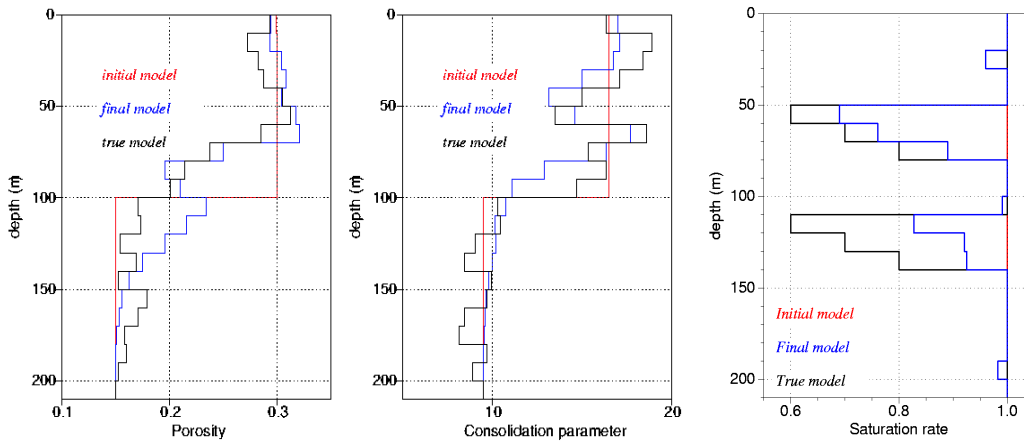 0
50
100
150
200
depth (m)
0.1
0.2
0.3
Porosity
initial model
final model
true model
0
50
100
150
200
depth (m)
10
20
Consolidation parameter
initial model
final model
true model
0
50
100
150
200
depth (m)
0.6
0.8
1.0
Saturation rate
Initial model
Final model
True model